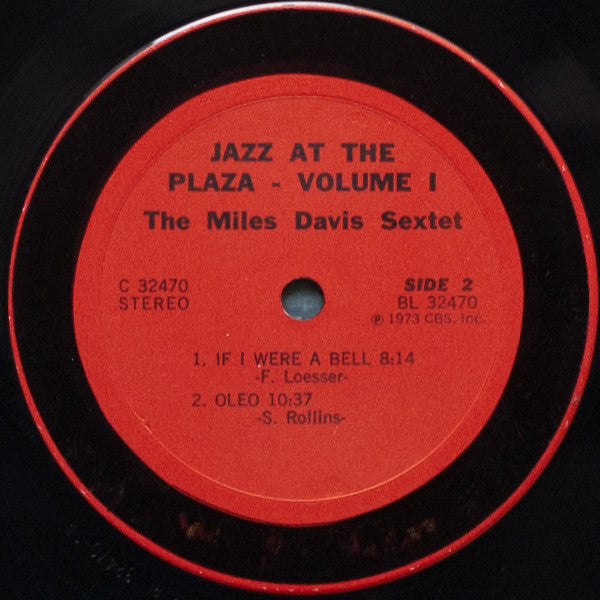 JAZZ AT THE
PLAZA - VOLUME I
The Miles Davis Sextet
C 32470
STEREO
SIDE 2
BL 32470
℗ 1973 CBS, Inc.
1. IF I WERE A BELL 8:14
-F. Loesser-
2. OLEO 10:37
-S. Rollins-